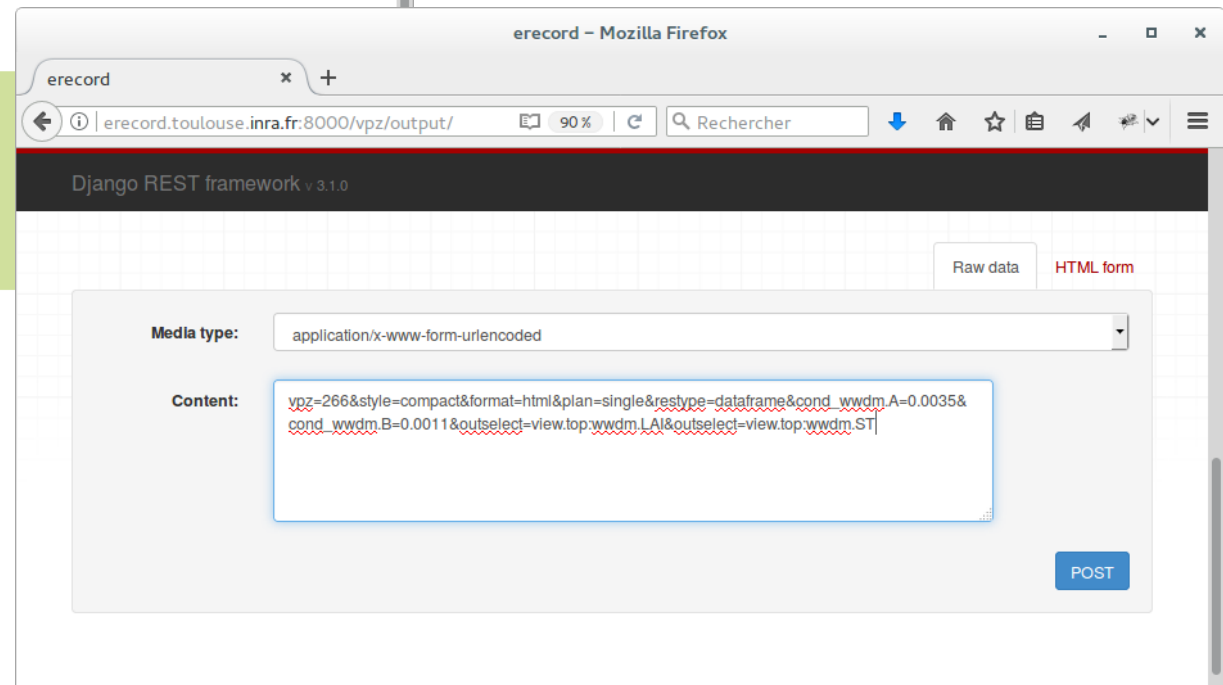 erecord – Mozilla Firefox
erecord
erecord.toulouse.inra.fr:8000/vpz/output/ 90 % Rechercher
Django REST framework v 3.1.0
Raw data HTML form
Media type: application/x-www-form-urlencoded
Content: vpz=266&style=compact&format=html&plan=single&restype=dataframe&cond_wwdm.A=0.0035&
cond_wwdm.B=0.0011&outselect=view.top:wwdm.LAI&outselect=view.top:wwdm.ST
POST